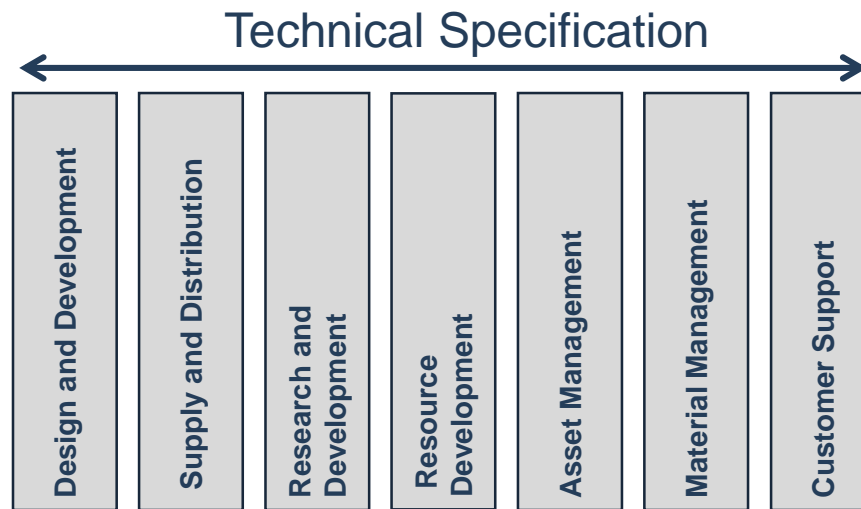 Technical Specification
Design and Development
Supply and Distribution
Research and
Development
Resource
Development
Asset Management
Material Management
Customer Support